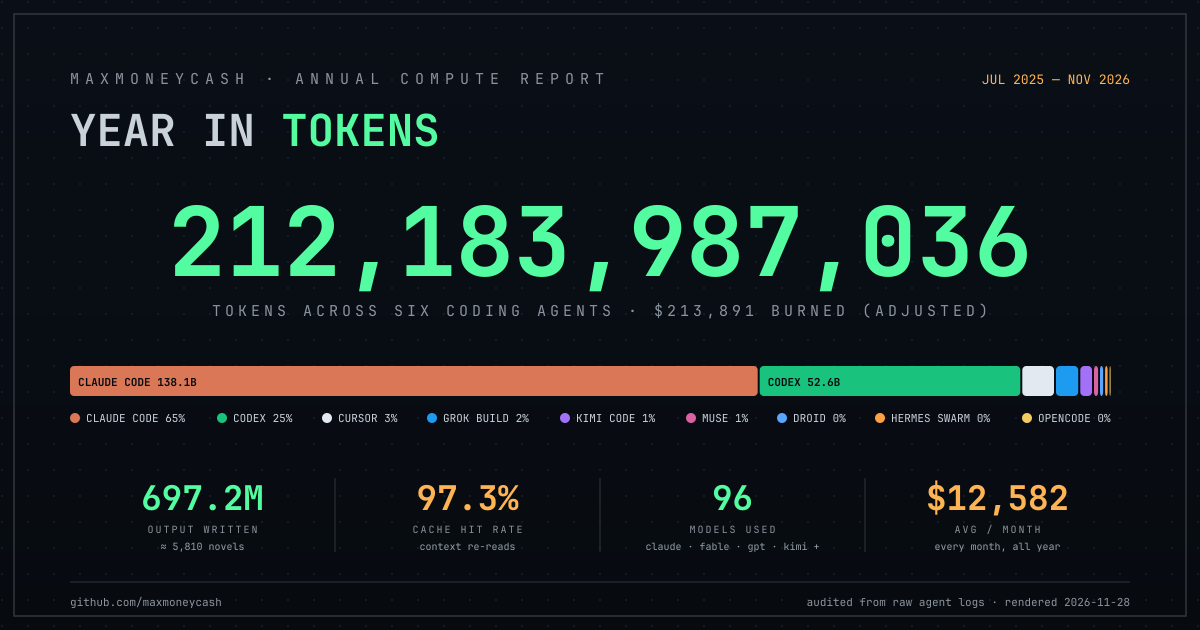 MAXMONEYCASH · ANNUAL COMPUTE REPORT
JUL 2025 — NOV 2026
YEAR IN TOKENS
212,183,987,036
TOKENS ACROSS SIX CODING AGENTS · $213,891 BURNED (ADJUSTED)
CLAUDE CODE 138.1B CODEX 52.6B
CLAUDE CODE 65% CODEX 25% CURSOR 3% GROK BUILD 2% KIMI CODE 1% MUSE 1% DROID 0% HERMES SWARM 0% OPENCODE 0%
697.2M 97.3% 96 $12,582
OUTPUT WRITTEN CACHE HIT RATE MODELS USED AVG / MONTH
≈ 5,810 novels context re-reads claude · fable · gpt · kimi + every month, all year
github.com/maxmoneycash audited from raw agent logs · rendered 2026-11-28